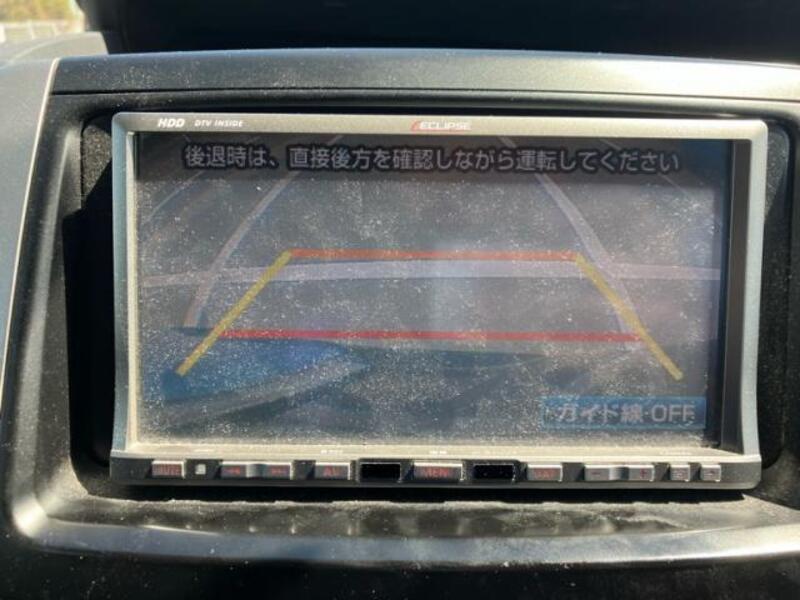 HDD DTV INSIDE
ECLIPSE
後退時は、直接後方を確認しながら運転してください
ガイド線·OFF
MUTE